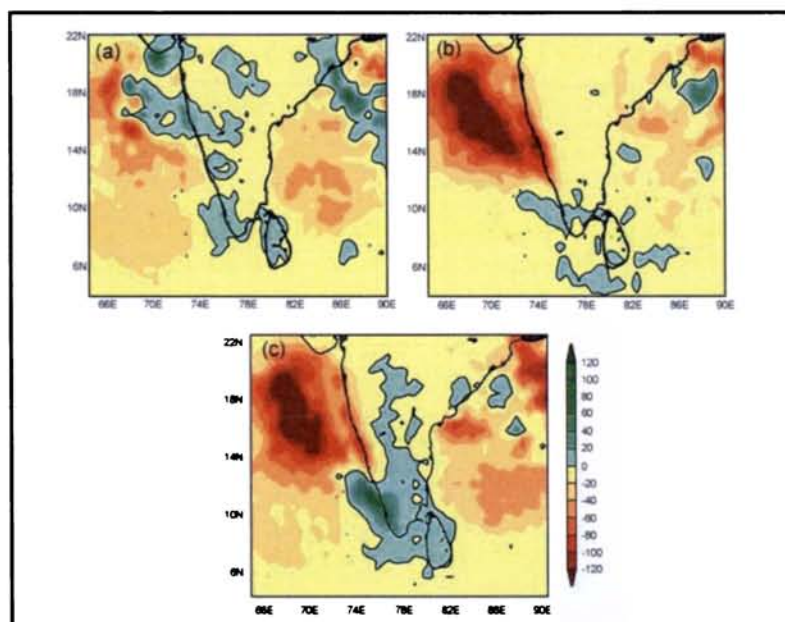 (a)
22N
18N
14N
10N
6N
66E 70E 74E 78E 82E 86E 90E
(b)
22N
18N
14N
10N
6N
66E 70E 74E 78E 82E 86E 90E
(c)
22N
18N
14N
10N
6N
66E 70E 74E 78E 82E 86E 90E
120
100
80
60
40
20
0
-20
-40
-60
-80
-100
-120